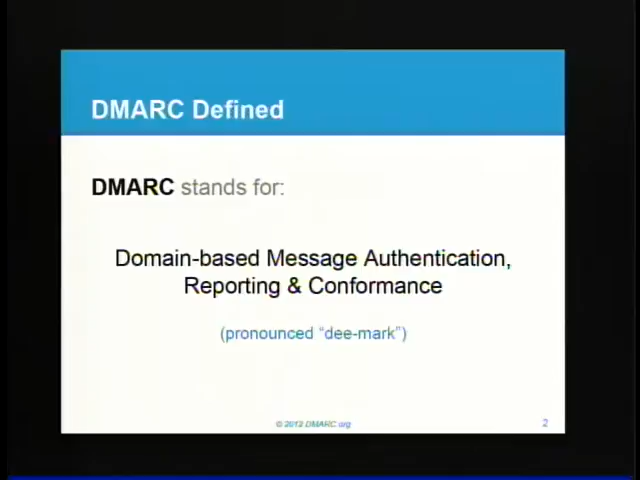 DMARC Defined
DMARC stands for:
Domain-based Message Authentication,
Reporting & Conformance
(pronounced “dee-mark”)
© 2012 DMARC.org
2